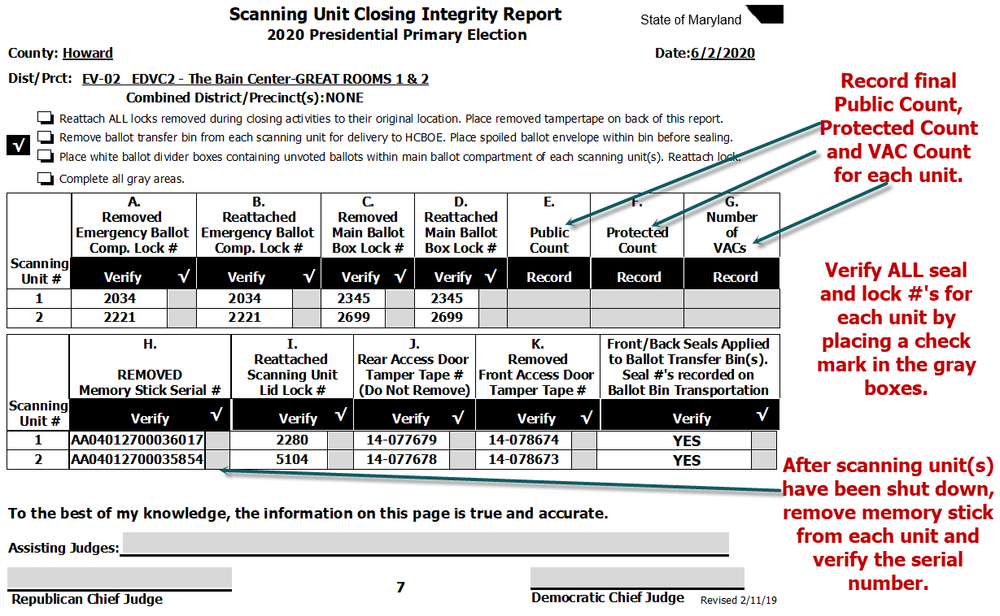 Scanning Unit Closing Integrity Report
State of Maryland
2020 Presidential Primary Election
County: Howard
Date:6/2/2020
Dist/Prct: EV-02 EDVC2 - The Bain Center-GREAT ROOMS 1 & 2
Combined District/Precinct(s):NONE
Reattach ALL locks removed during closing activities to their original location. Place removed tampertape on back of this report.
√
Remove ballot transfer bin from each scanning unit for delivery to HCBOE. Place spoiled ballot envelope within bin before sealing.
Place white ballot divider boxes containing unvoted ballots within main ballot compartment of each scanning unit(s). Reattach lock.
Complete all gray areas.
Record final
Public Count,
Protected Count
and VAC Count
for each unit.
Scanning
Unit #
A.
Removed
Emergency Ballot
Comp. Lock #
B.
Reattached
Emergency Ballot
Comp. Lock #
C.
Removed
Main Ballot
Box Lock #
D.
Reattached
Main Ballot
Box Lock #
E.
Public
Count
F.
Protected
Count
G.
Number
of
VACs
Verify √ Verify √ Verify √ Verify √ Record Record Record
1 2034 2034 2345 2345
2 2221 2221 2699 2699
Verify ALL seal
and lock #'s for
each unit by
placing a check
mark in the gray
boxes.
Scanning
Unit #
H.
REMOVED
Memory Stick Serial #
I.
Reattached
Scanning Unit
Lid Lock #
J.
Rear Access Door
Tamper Tape #
(Do Not Remove)
K.
Removed
Front Access Door
Tamper Tape #
Front/Back Seals Applied
to Ballot Transfer Bin(s).
Seal #'s recorded on
Ballot Bin Transportation
Verify √ Verify √ Verify √ Verify √ Verify √
1 AA04012700036017 2280 14-077679 14-078674 YES
2 AA04012700035854 5104 14-077678 14-078673 YES
After scanning unit(s)
have been shut down,
remove memory stick
from each unit and
verify the serial
number.
To the best of my knowledge, the information on this page is true and accurate.
Assisting Judges:
Republican Chief Judge
7
Democratic Chief Judge
Revised 2/11/19